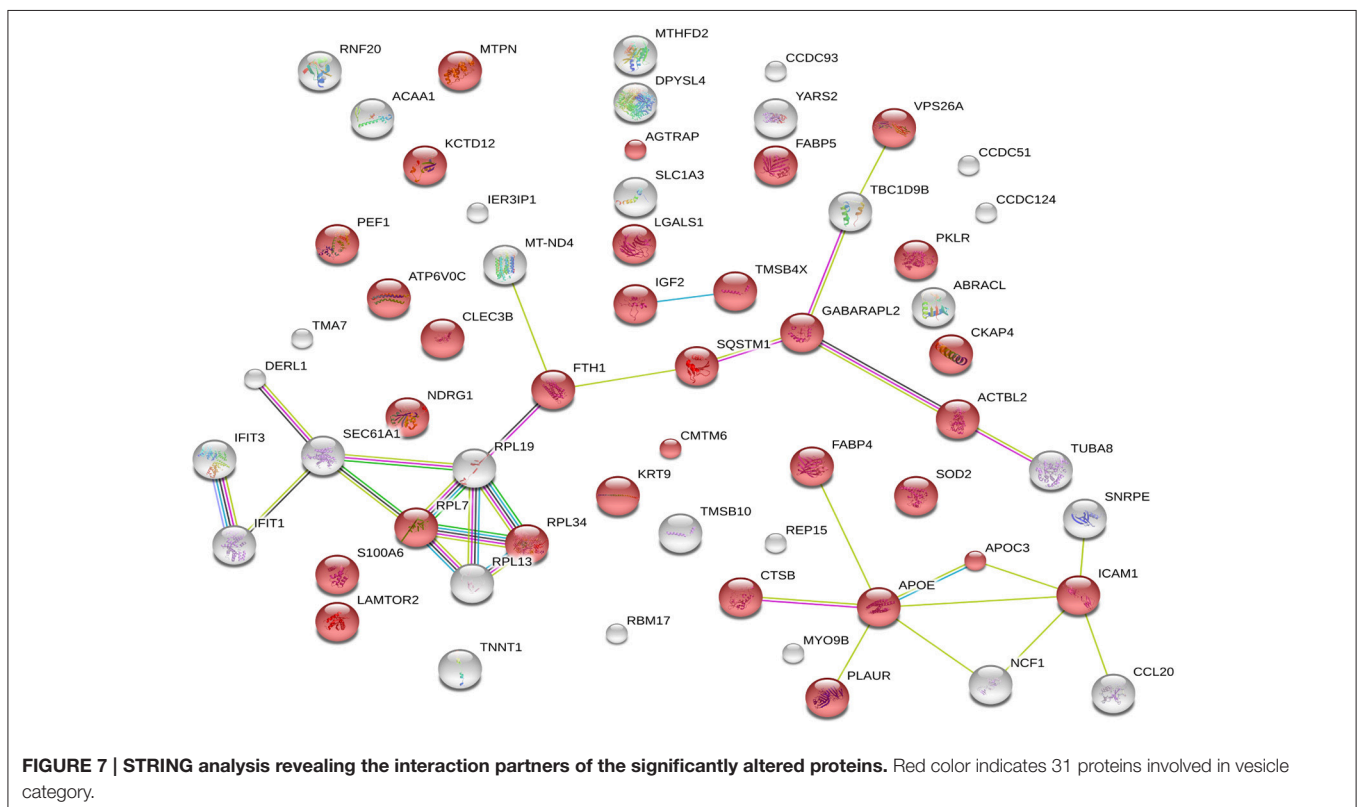 MTHFD2
RNF20
MTPN
CCDC93
DPYSL4
ACAA1
YARS2
VPS26A
AGTRAP
KCTD12
FABP5
CCDC51
SLC1A3
TBC1D9B
IER3IP1
CCDC124
PEF1
LGALS1
MT-ND4
PKLR
ATP6V0C
IGF2
TMSB4X
ABRACL
GABARAPL2
CLEC3B
TMA7
CKAP4
SQSTM1
DERL1
FTH1
NDRG1
ACTBL2
SEC61A1
IFIT3
RPL19
CMTM6
FABP4
TUBA8
KRT9
SOD2
RPL7
RPL34
SNRPE
TMSB10
REP15
IFIT1
APOC3
S100A6
RPL13
ICAM1
CTSB
APOE
LAMTOR2
RBM17
MYO9B
TNNT1
NCF1
CCL20
PLAUR
FIGURE 7 | STRING analysis revealing the interaction partners of the significantly altered proteins. Red color indicates 31 proteins involved in vesicle
category.